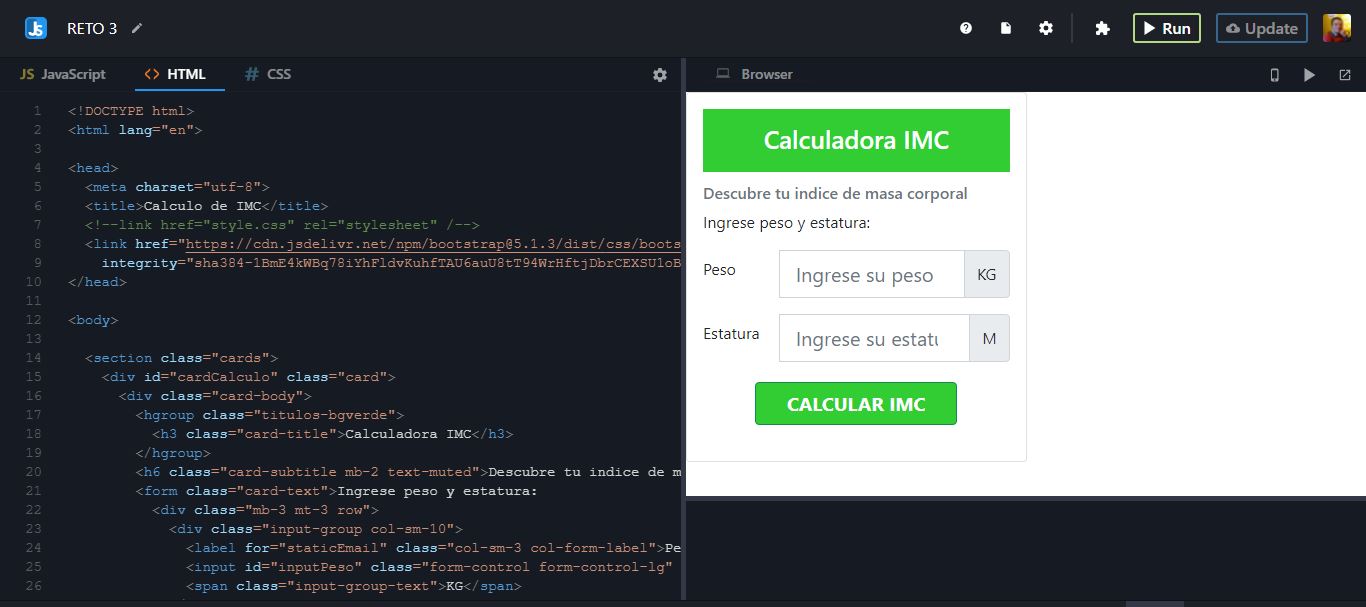 JS RETO 3 Run Update
JS JavaScript <> HTML # CSS
Browser
1 <!DOCTYPE html>
2 <html lang="en">
3
4 <head>
5 <meta charset="utf-8">
6 <title>Calculo de IMC</title>
7 <!--link href="style.css" rel="stylesheet" /-->
8 <link href="https://cdn.jsdelivr.net/npm/bootstrap@5.1.3/dist/css/boots
9 integrity="sha384-1BmE4kWBq78iYhFldvKuhfTAU6auU8tT94WrHftjDbrCEXSU1oB
10 </head>
11
12 <body>
13
14 <section class="cards">
15 <div id="cardCalculo" class="card">
16 <div class="card-body">
17 <hgroup class="titulos-bgverde">
18 <h3 class="card-title">Calculadora IMC</h3>
19 </hgroup>
20 <h6 class="card-subtitle mb-2 text-muted">Descubre tu indice de m
21 <form class="card-text">Ingrese peso y estatura:
22 <div class="mb-3 mt-3 row">
23 <div class="input-group col-sm-10">
24 <label for="staticEmail" class="col-sm-3 col-form-label">Pe
25 <input id="inputPeso" class="form-control form-control-lg"
26 <span class="input-group-text">KG</span>
Calculadora IMC
Descubre tu indice de masa corporal
Ingrese peso y estatura:
Peso Ingrese su peso KG
Estatura Ingrese su estatu M
CALCULAR IMC